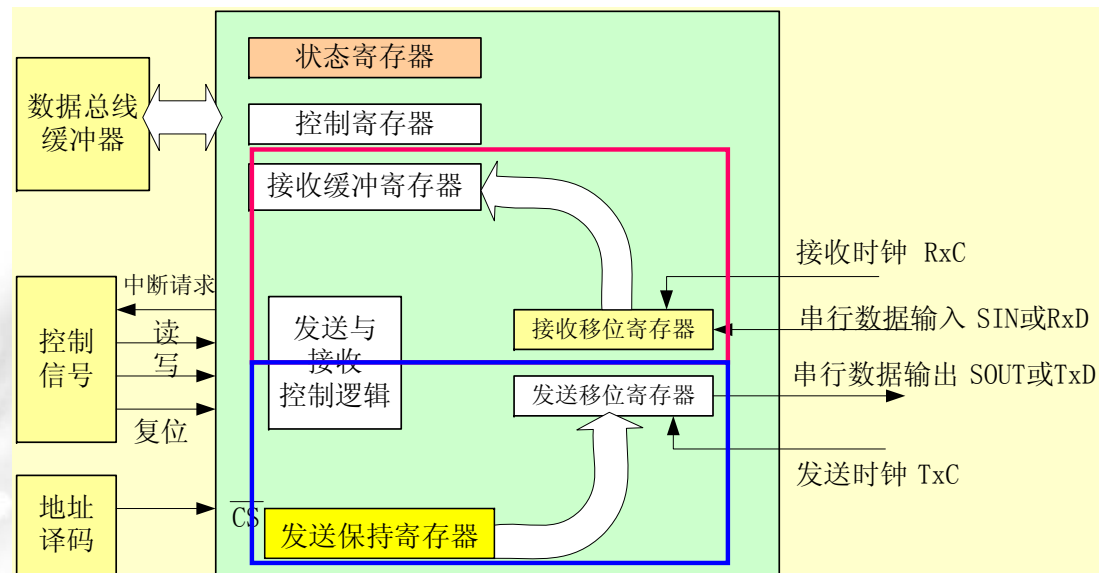 状态寄存器
数据总线
缓冲器
控制寄存器
接收缓冲寄存器
接收时钟 RxC
中断请求
控制
信号
读
写
复位
发送与
接收
控制逻辑
接收移位寄存器
串行数据输入 SIN或RxD
发送移位寄存器
串行数据输出 SOUT或TxD
发送时钟 TxC
地址
译码
CS
发送保持寄存器